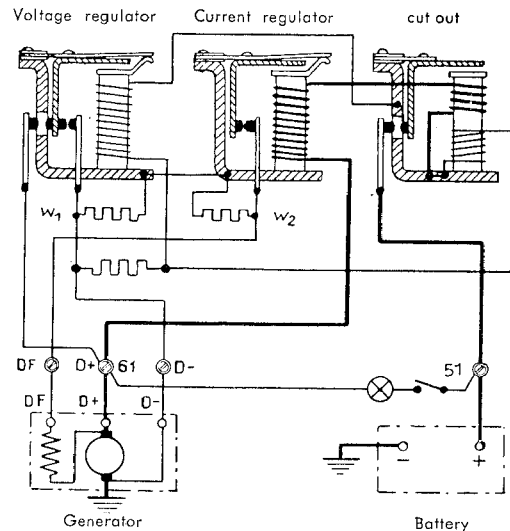 Voltage regulator
Current regulator
cut out
W1
W2
DF
D+
61
D-
51
DF
D+
D-
-
+
Generator
Battery